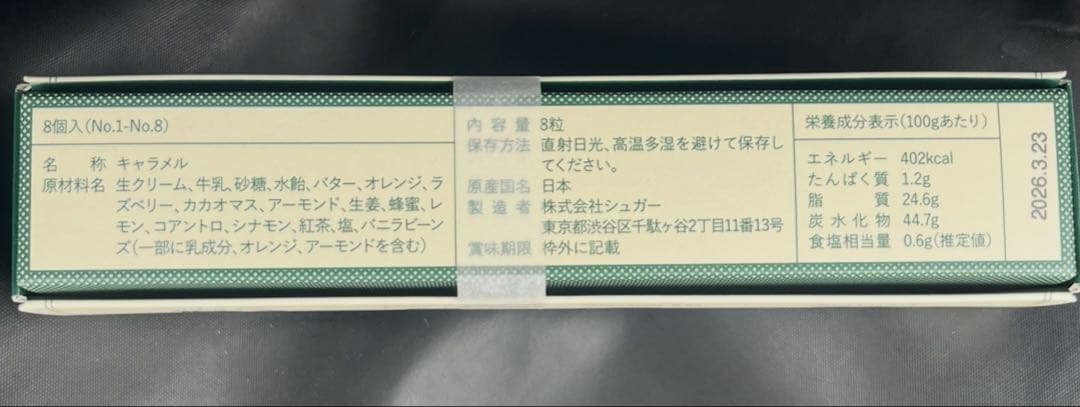 8個入(No.1-No.8)
名　称 キャラメル
原材料名 生クリーム、牛乳、砂糖、水飴、バター、オレンジ、ラ
ズベリー、カカオマス、アーモンド、生姜、蜂蜜、レ
モン、コアントロ、シナモン、紅茶、塩、バニラビーン
ズ(一部に乳成分、オレンジ、アーモンドを含む)
内容量 8粒
保存方法 直射日光、高温多湿を避けて保存し
てください。
原産国名 日本
製造者 株式会社シュガー
東京都渋谷区千駄ヶ谷2丁目11番13号
賞味期限 枠外に記載
栄養成分表示(100gあたり)
エネルギー 402kcal
たんぱく質 1.2g
脂質 24.6g
炭水化物 44.7g
食塩相当量 0.6g(推定値)
2026.3.23